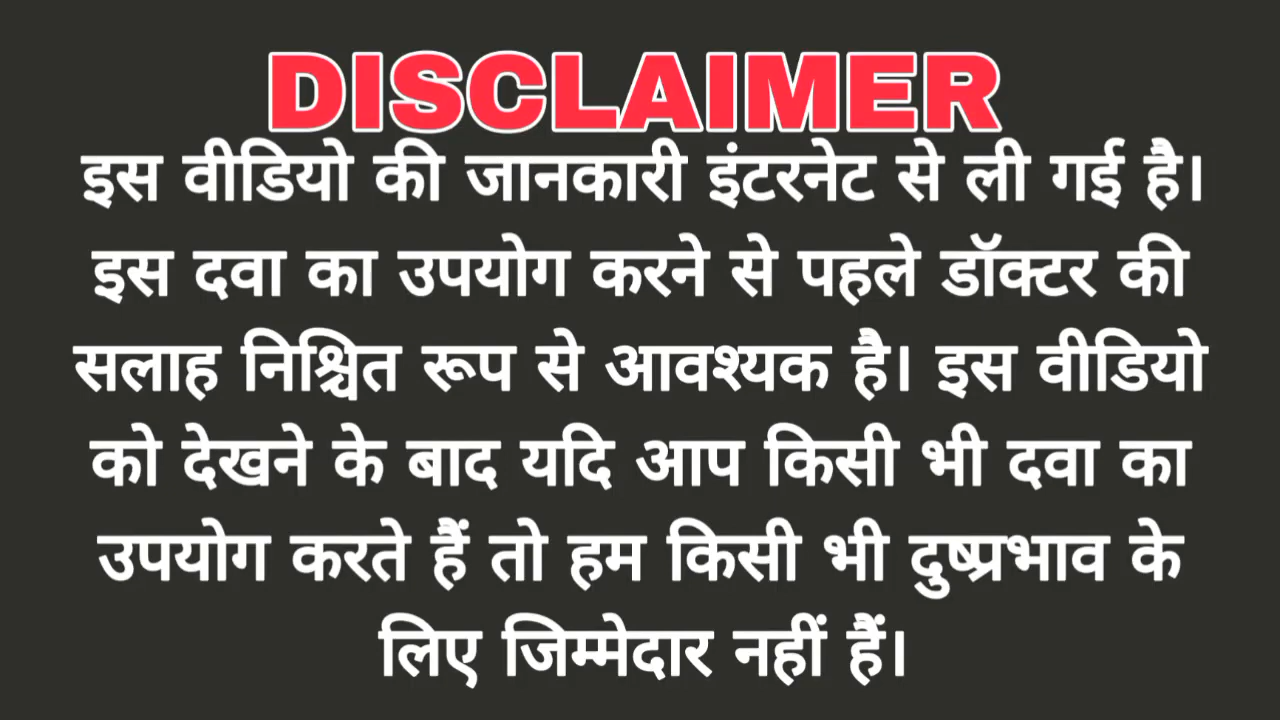 DISCLAIMER
इस वीडियो की जानकारी इंटरनेट से ली गई है।
इस दवा का उपयोग करने से पहले डॉक्टर की
सलाह निश्चित रूप से आवश्यक है। इस वीडियो
को देखने के बाद यदि आप किसी भी दवा का
उपयोग करते हैं तो हम किसी भी दुष्प्रभाव के
लिए जिम्मेदार नहीं हैं।